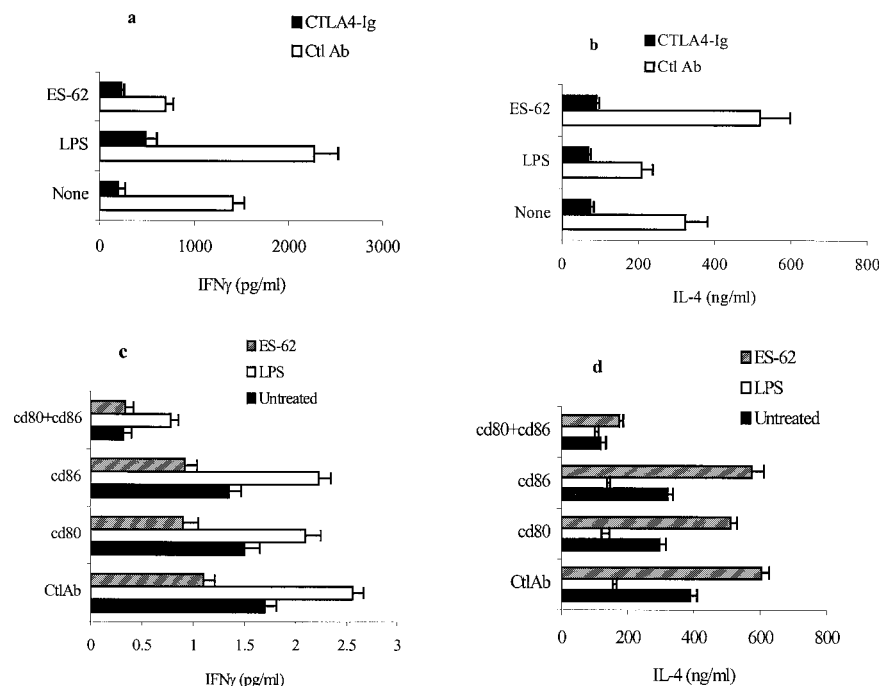 a
CTLA4-Ig
Ctl Ab
ES-62
LPS
None
0 1000 2000 3000
IFNγ (pg/ml)
b
CTLA4-Ig
Ctl Ab
ES-62
LPS
None
0 200 400 600 800
IL-4 (ng/ml)
c
ES-62
LPS
Untreated
cd80+cd86
cd86
cd80
CtlAb
0 0.5 1 1.5 2 2.5 3
IFNγ (pg/ml)
d
ES-62
LPS
Untreated
cd80+cd86
cd86
cd80
CtlAb
0 200 400 600 800
IL-4 (ng/ml)